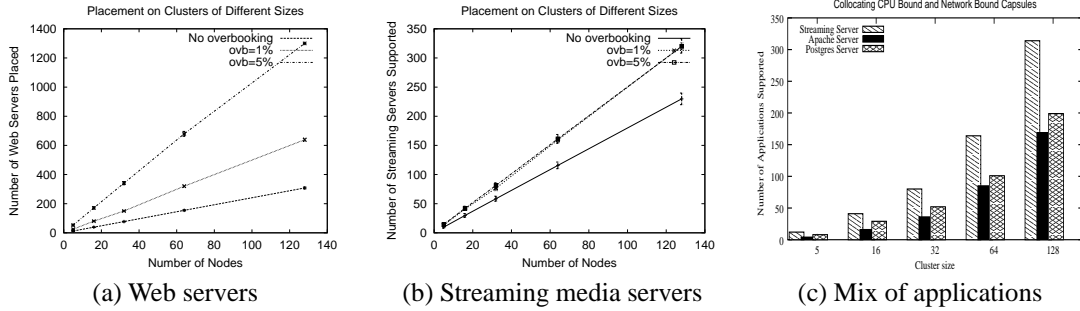 Placement on Clusters of Different Sizes
Number of Web Servers Placed
1400
1200
1000
800
600
400
200
0
No overbooking
ovb=1%
ovb=5%
0 20 40 60 80 100 120 140
Number of Nodes
(a) Web servers
Placement on Clusters of Different Sizes
Number of Streaming Servers Supported
350
300
250
200
150
100
50
0
No overbooking
ovb=1%
ovb=5%
0 20 40 60 80 100 120 140
Number of Nodes
(b) Streaming media servers
Collocating CPU Bound and Network Bound Capsules
Number of Applications Supported
350
300
250
200
150
100
50
0
Streaming Server
Apache Server
Postgres Server
5 16 32 64 128
Cluster size
(c) Mix of applications